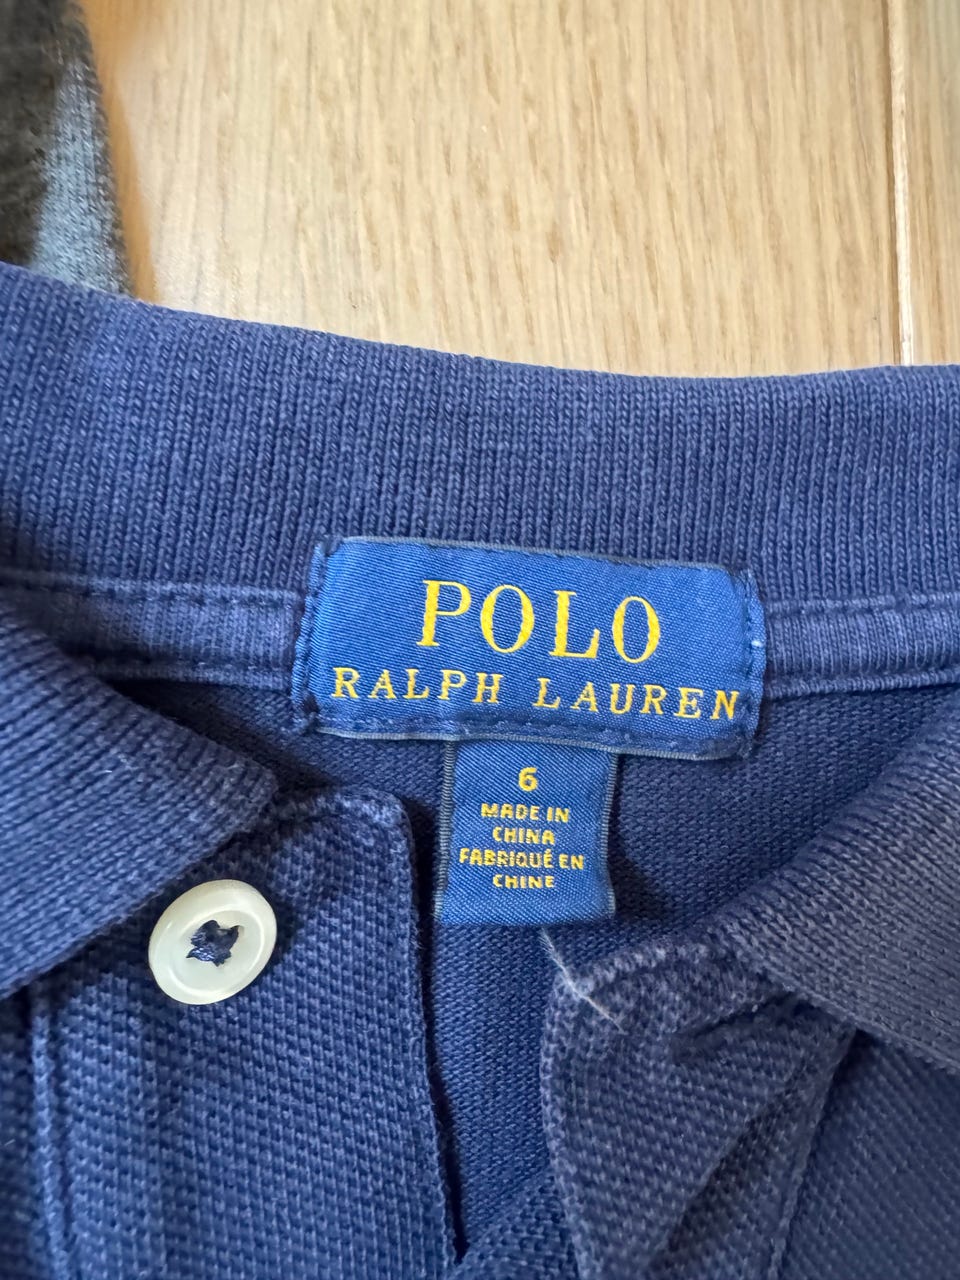 POLO
RALPH LAUREN
6
MADE IN
CHINA
FABRIQUÉ EN
CHINE